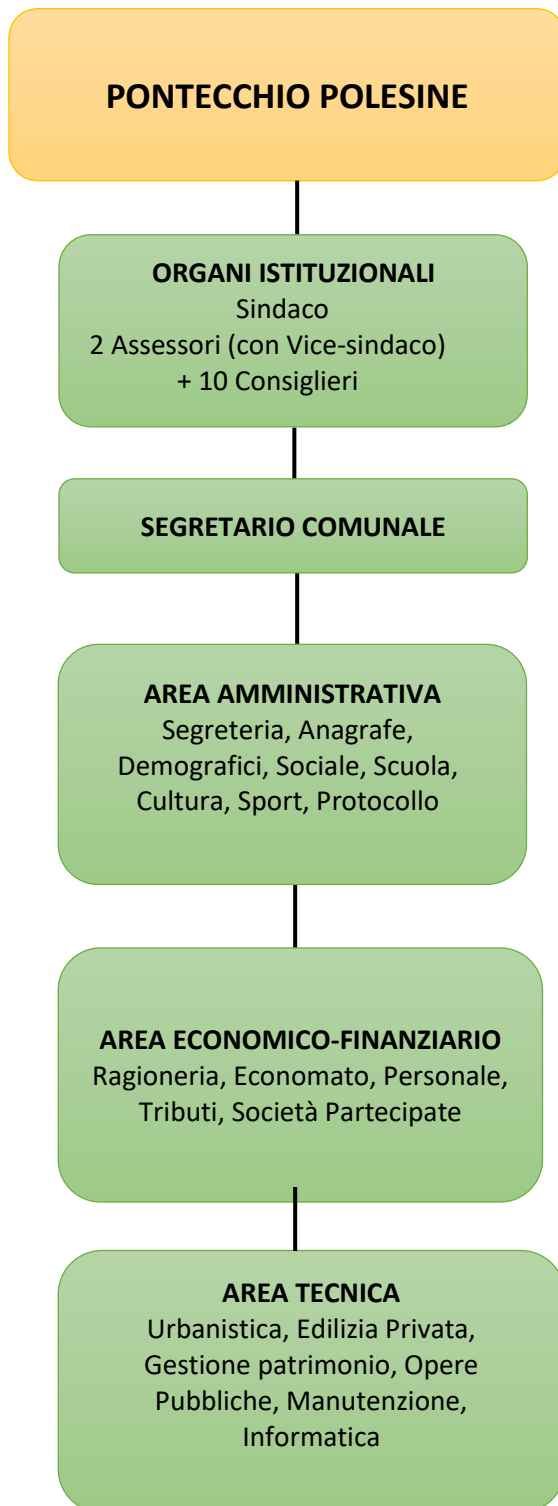 PONTECCHIO POLESINE
ORGANI ISTITUZIONALI
Sindaco
2 Assessori (con Vice-sindaco)
+ 10 Consiglieri
SEGRETARIO COMUNALE
AREA AMMINISTRATIVA
Segreteria, Anagrafe,
Demografici, Sociale, Scuola,
Cultura, Sport, Protocollo
AREA ECONOMICO-FINANZIARIO
Ragioneria, Economato, Personale,
Tributi, Società Partecipate
AREA TECNICA
Urbanistica, Edilizia Privata,
Gestione patrimonio, Opere
Pubbliche, Manutenzione,
Informatica